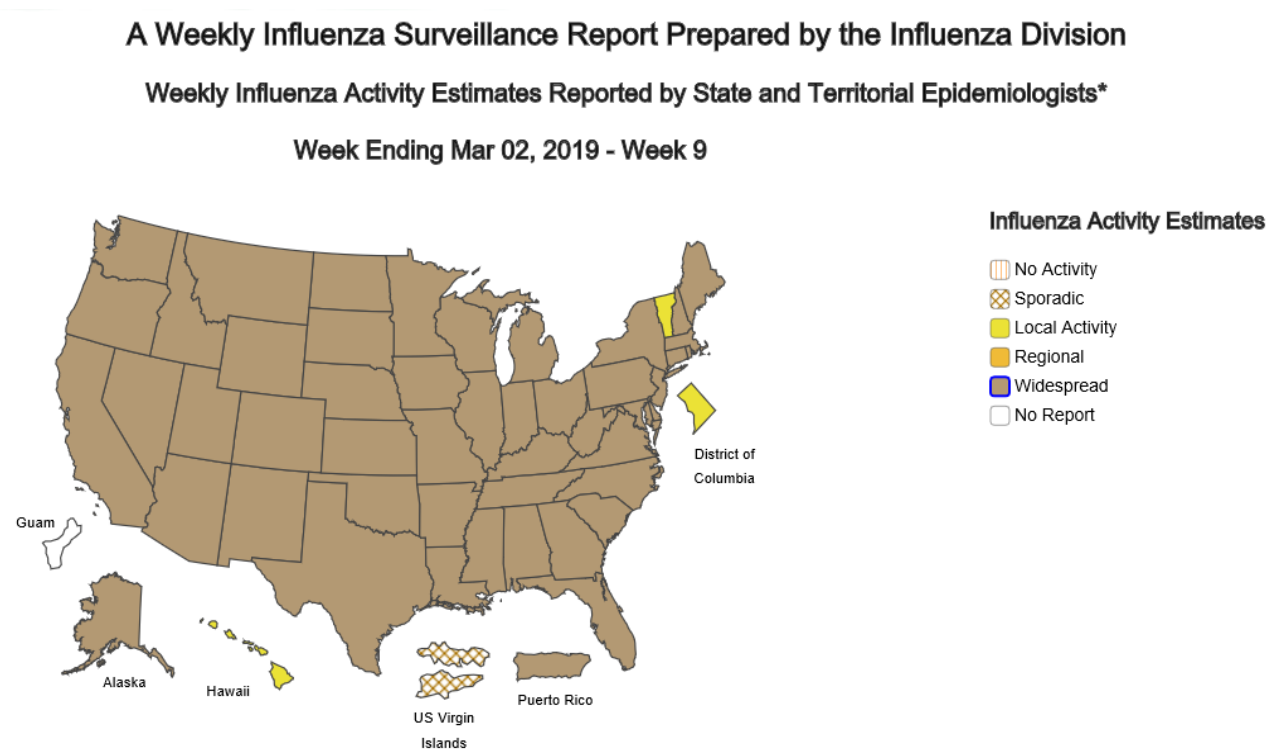 A Weekly Influenza Surveillance Report Prepared by the Influenza Division
Weekly Influenza Activity Estimates Reported by State and Territorial Epidemiologists*
Week Ending Mar 02, 2019 - Week 9
Influenza Activity Estimates
No Activity
Sporadic
Local Activity
Regional
Widespread
No Report
District of
Columbia
Guam
Alaska
Hawaii
US Virgin
Islands
Puerto Rico